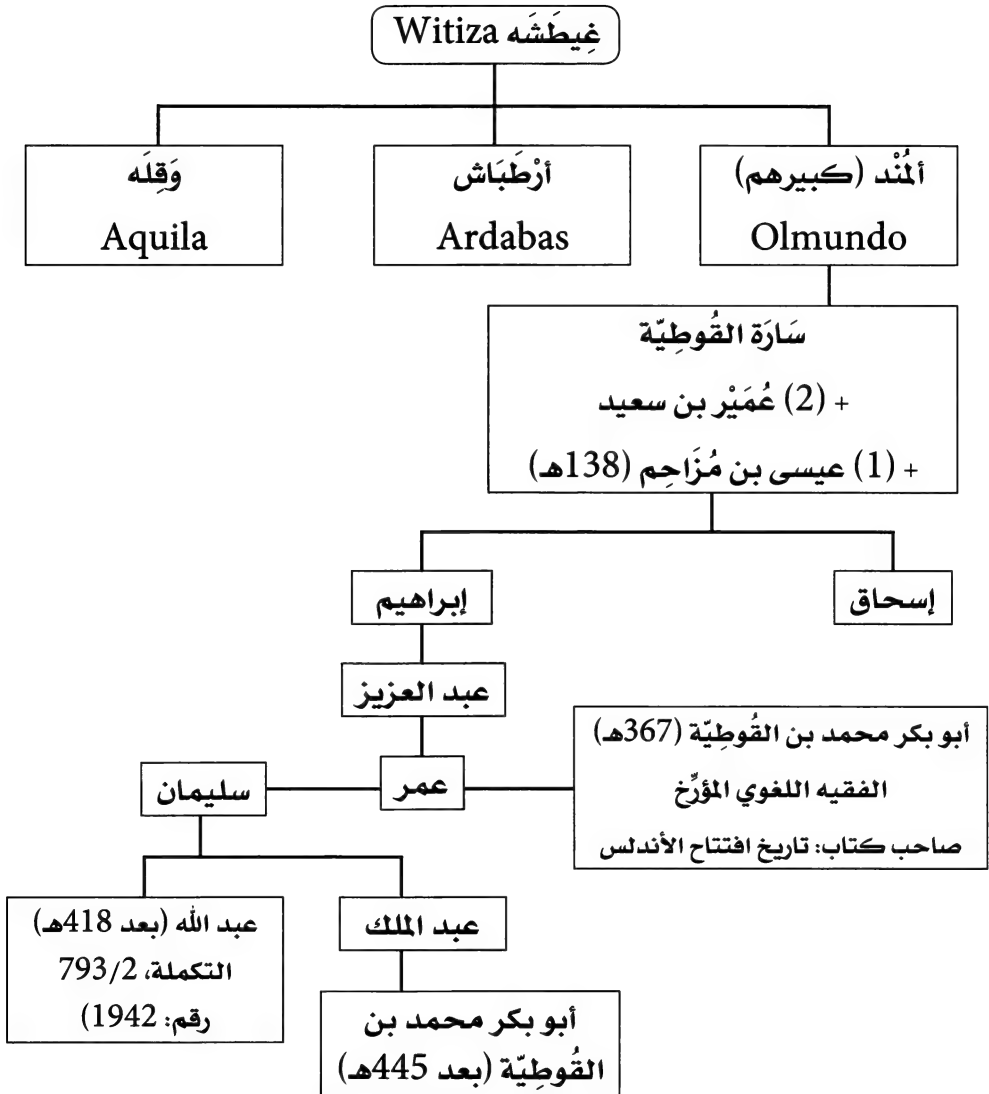 غِيطَشَه Witiza
ألمُنْد (كبيرهم)
Olmundo
أرْطَبَاش
Ardabas
وَقِلَه
Aquila
سَارَة القُوطِيّة
+ (2) عُمَيْر بن سعيد
+ (1) عيسى بن مُزَاحِم (138هـ)
إسحاق
إبراهيم
عبد العزيز
عمر
أبو بكر محمد بن القُوطِيّة (367هـ)
الفقيه اللغوي المؤرِّخ
صاحب كتاب: تاريخ افتتاح الأندلس
سليمان
عبد الملك
عبد الله (بعد 418هـ)
التكملة، 793/2
رقم: 1942)
أبو بكر محمد بن
القُوطِيّة (بعد 445هـ)